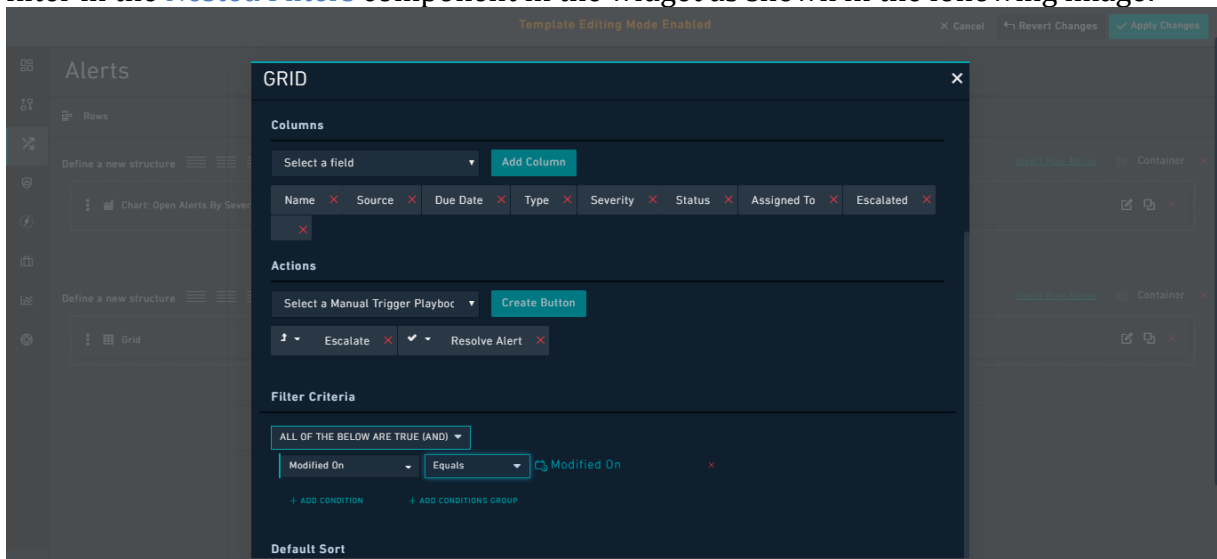 filter in the Nested Filters component in the widget as shown in the following image.
Template Editing Mode Enabled
Cancel
Revert Changes
Apply Changes
Alerts
GRID
Rows
Columns
Define a new structure
Select a field
Add Column
Insert Row Above
Container
Name
Source
Due Date
Type
Severity
Status
Assigned To
Escalated
Chart: Open Alerts By Sever
Actions
Define a new structure
Select a Manual Trigger Playboc
Create Button
Insert Row Above
Container
Grid
Escalate
Resolve Alert
Filter Criteria
ALL OF THE BELOW ARE TRUE (AND)
Modified On
Equals
Modified On
+ ADD CONDITION
+ ADD CONDITIONS GROUP
Default Sort